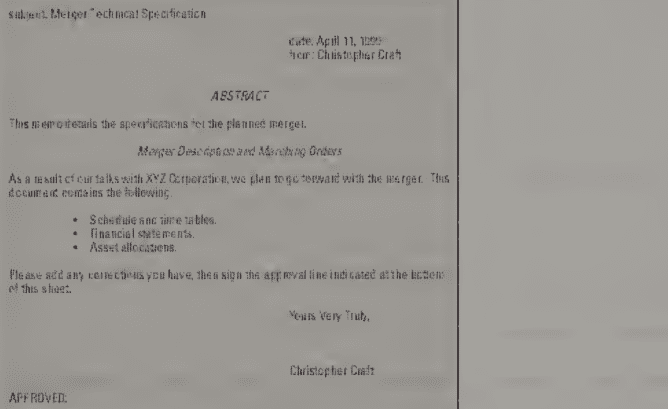 subject: Merger Technical Specification
date: April 11, 1999
from: Christopher Craft
ABSTRACT
This memo details the specifications for the planned merger.
Merger Description and Marching Orders
As a result of our talks with XYZ Corporation, we plan to go forward with the merger. This
document contains the following:
• Schedule and time tables.
• Financial statements.
• Asset allocations.
Please add any corrections you have, then sign the approval line indicated at the bottom
of this sheet.
Yours Very Truly,
Christopher Craft
APPROVED: